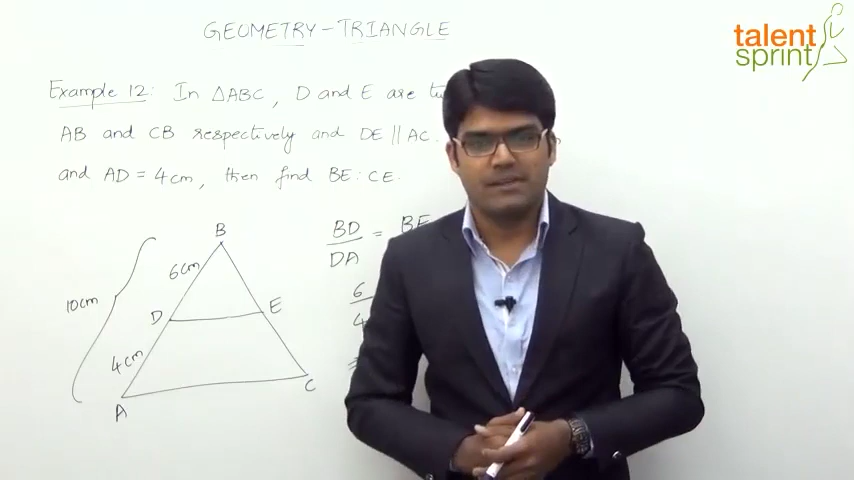 GEOMETRY-TRIANGLE
talent
sprint
Example 12: In △ABC, D and E are
AB and CB respectively and DE || AC.
and AD = 4cm, then find BE : CE.
B
BD/DA = BE
6cm
10cm
6/4
D
E
4cm
=
C
A